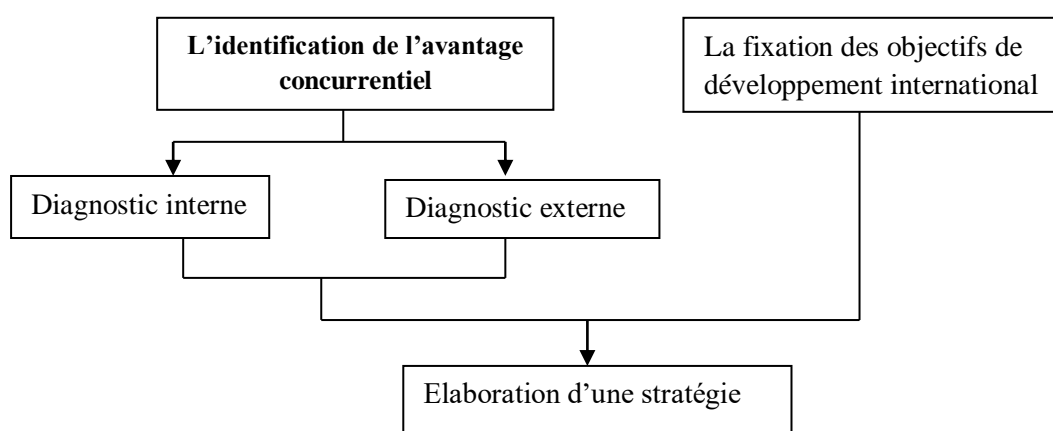 L’identification de l’avantage
concurrentiel
La fixation des objectifs de
développement international
Diagnostic interne
Diagnostic externe
Elaboration d’une stratégie